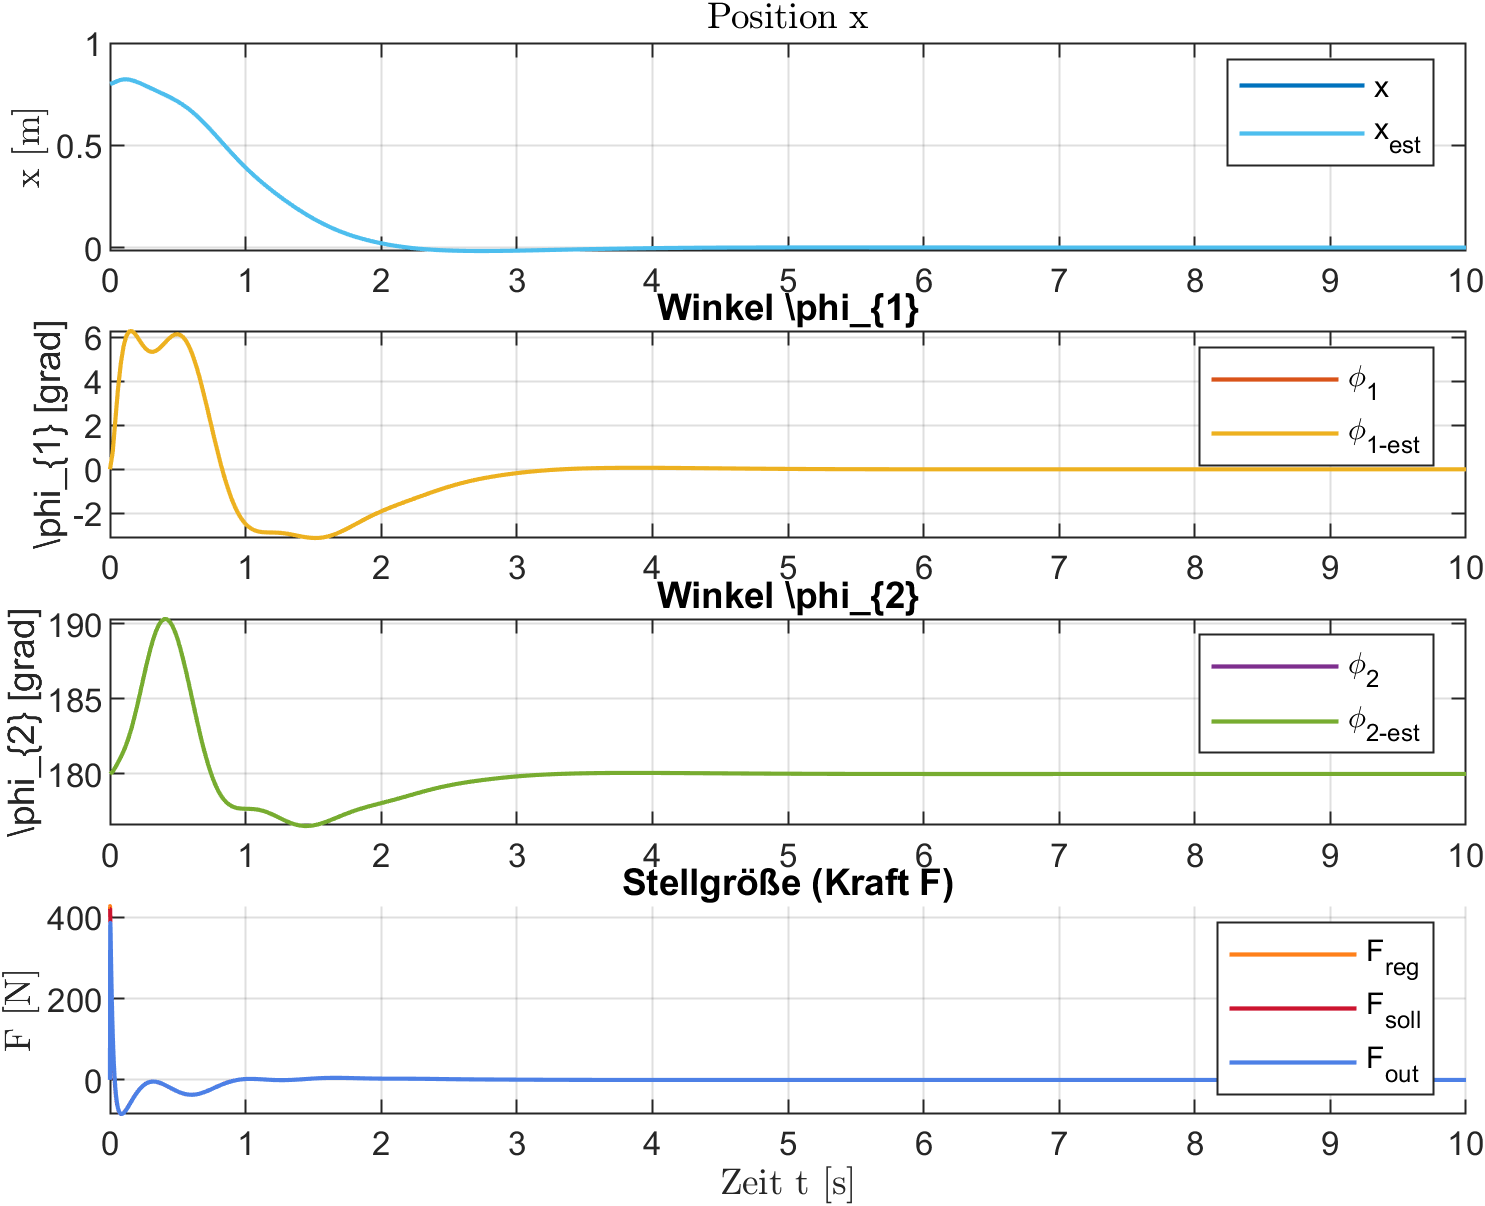 Position x
x [m]
1
0.5
0
x
x_est
0 1 2 3 4 5 6 7 8 9 10
Winkel \phi_{1}
\phi_{1} [grad]
6
4
2
0
-2
ϕ_1
ϕ_1-est
0 1 2 3 4 5 6 7 8 9 10
Winkel \phi_{2}
\phi_{2} [grad]
190
185
180
ϕ_2
ϕ_2-est
0 1 2 3 4 5 6 7 8 9 10
Stellgröße (Kraft F)
F [N]
400
200
0
F_reg
F_soll
F_out
0 1 2 3 4 5 6 7 8 9 10
Zeit t [s]